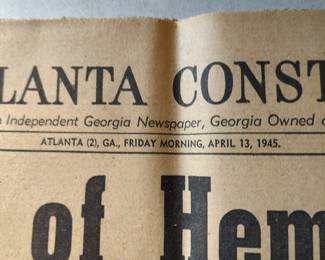 LANTA CONST
Independent Georgia Newspaper, Georgia Owned
ATLANTA (2), GA., FRIDAY MORNING, APRIL 13, 1945.
of Hem